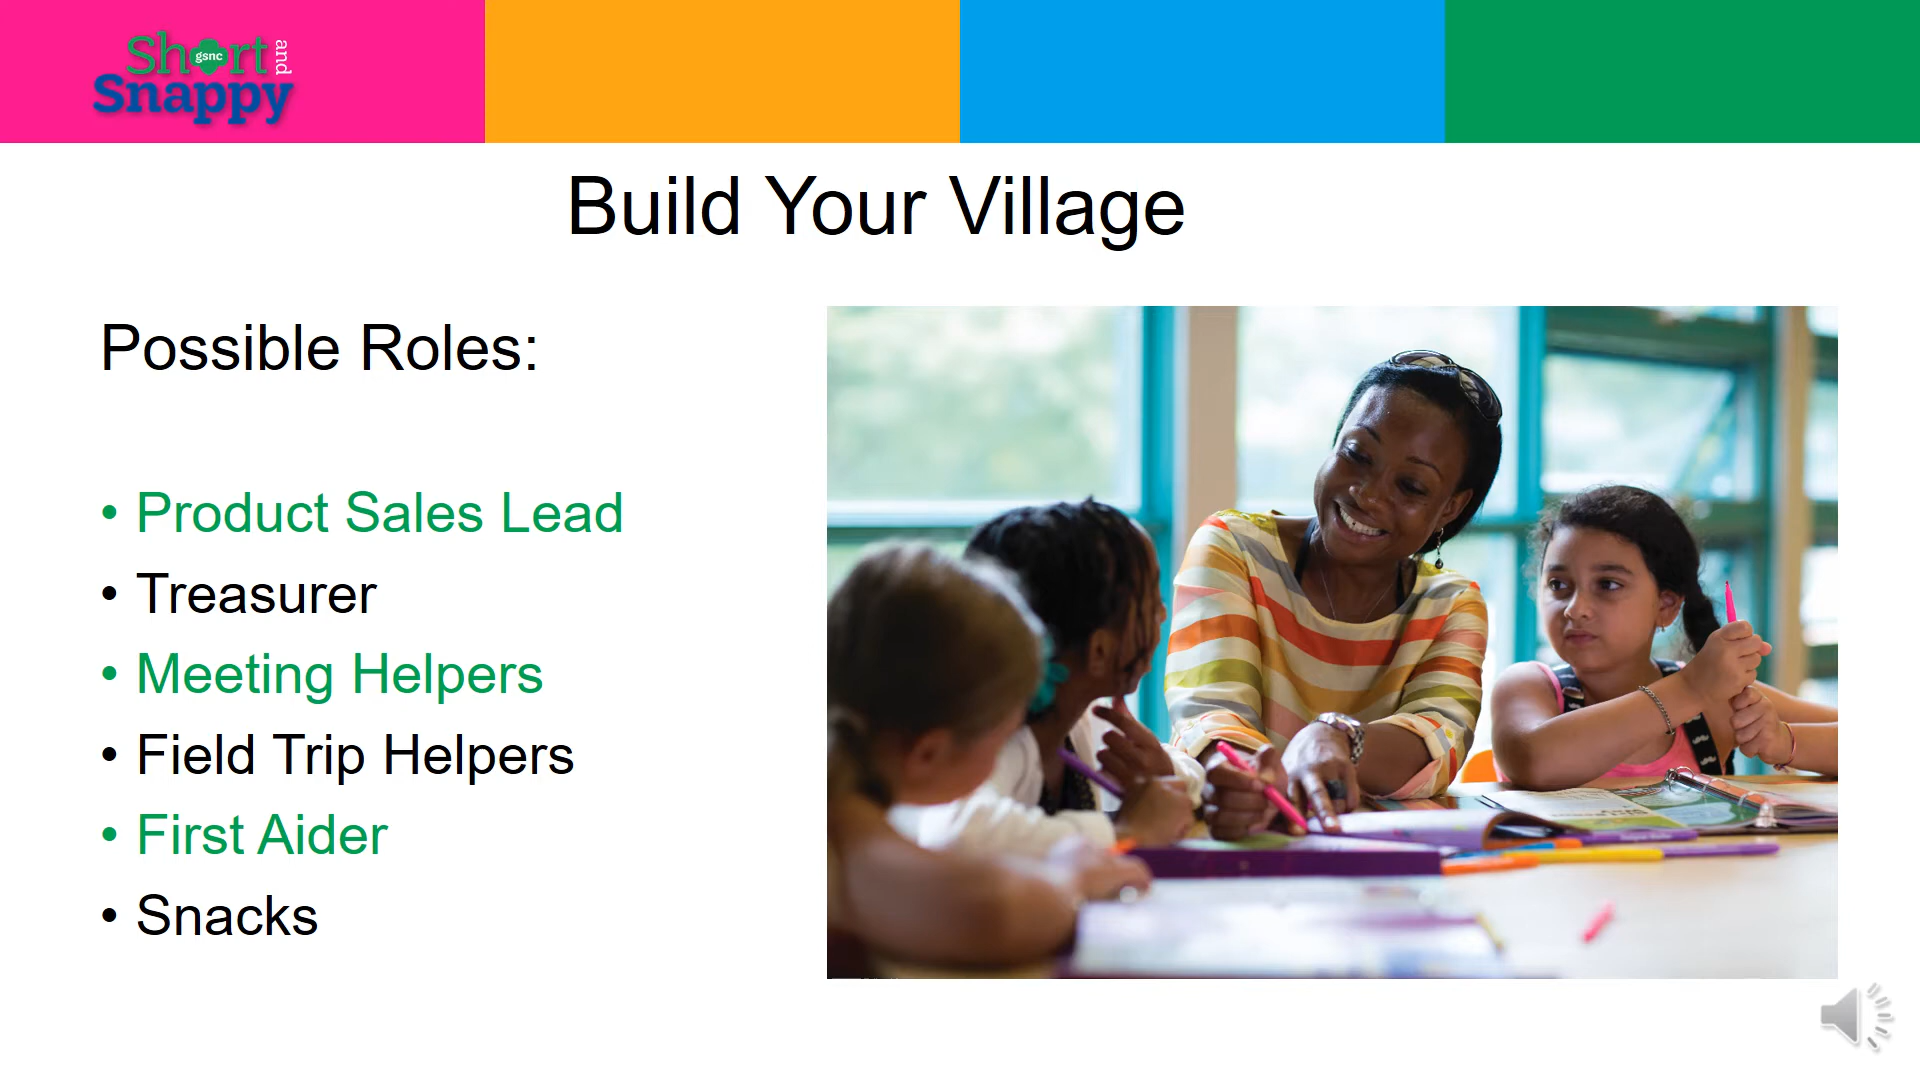 Short and
gsnc
Snappy
Build Your Village
Possible Roles:
• Product Sales Lead
• Treasurer
• Meeting Helpers
• Field Trip Helpers
• First Aider
• Snacks